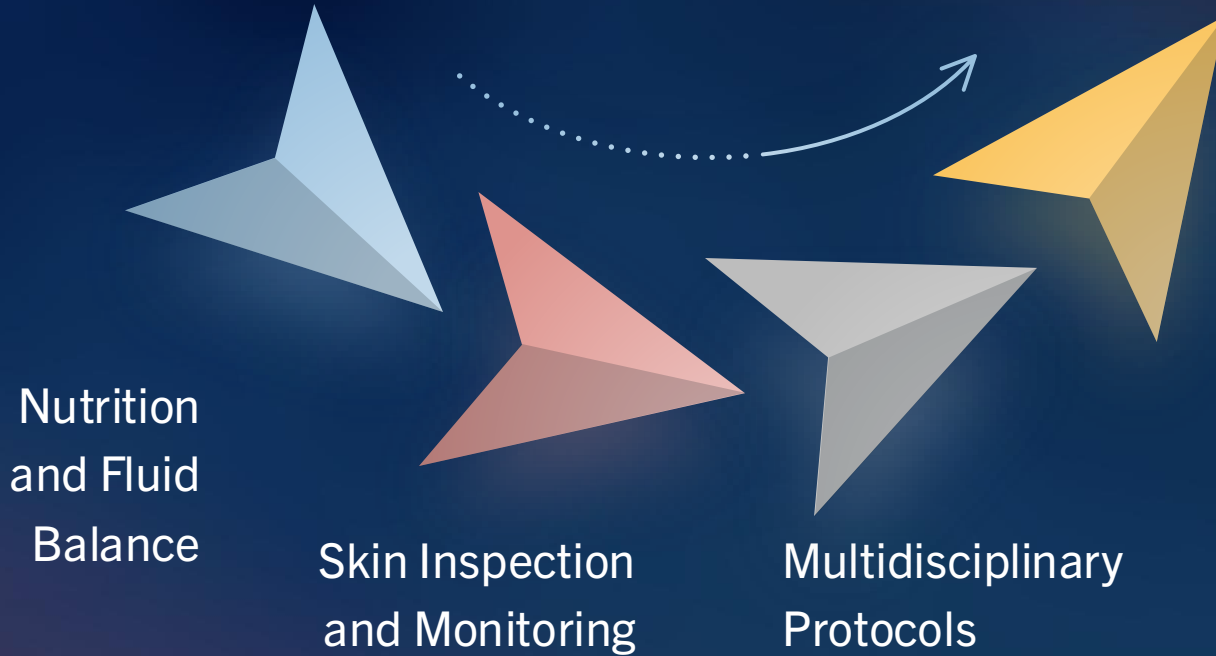 Nutrition
and Fluid
Balance
Skin Inspection
and Monitoring
Multidisciplinary
Protocols